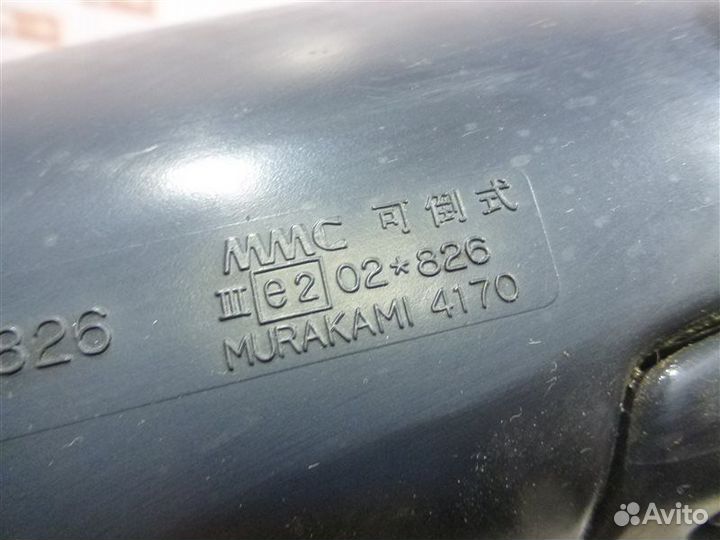 MMC 可倒式
III e2 02*826
826
MURAKAMI 4170
Avito